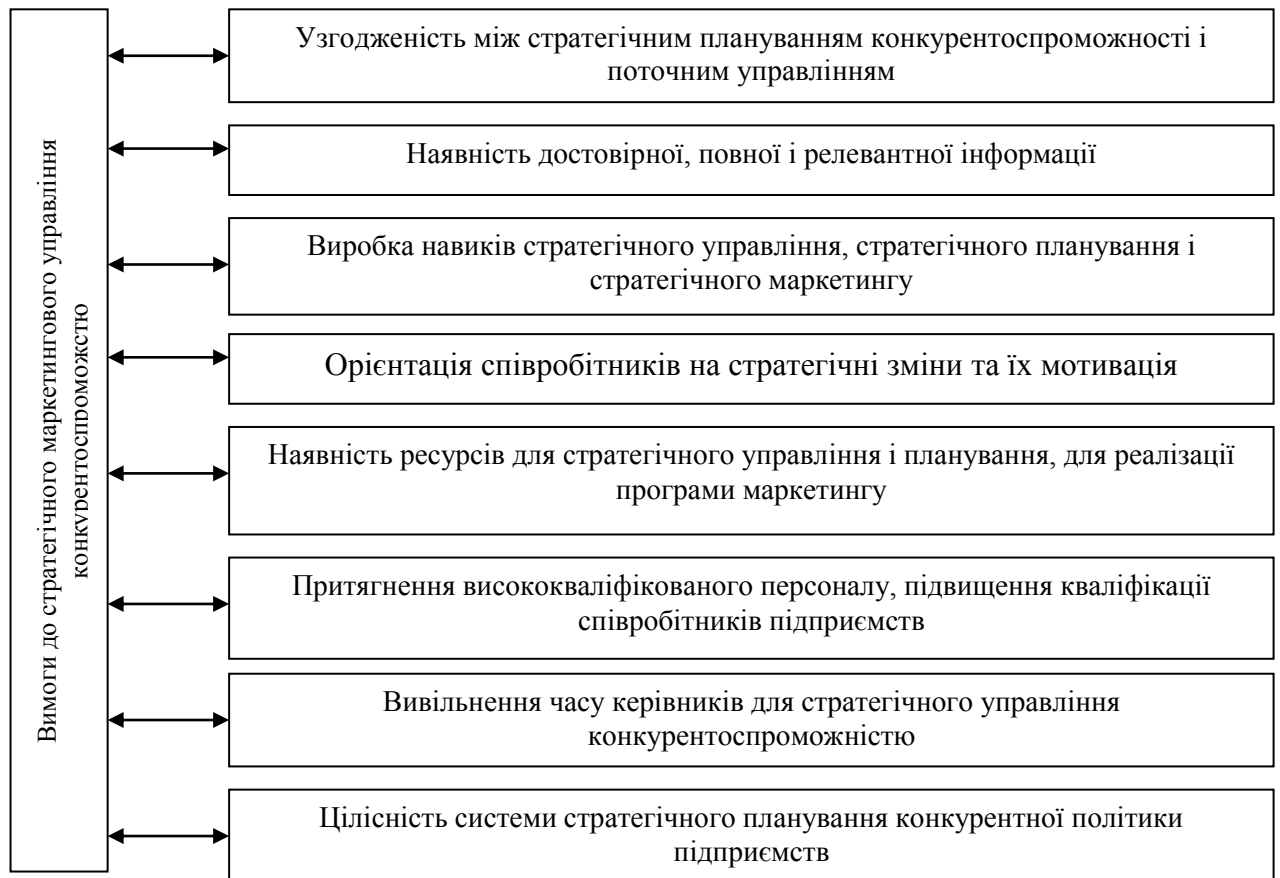 Вимоги до стратегічного маркетингового управління
конкурентоспроможстю
Узгодженість між стратегічним плануванням конкурентоспроможності і
поточним управлінням
Наявність достовірної, повної і релевантної інформації
Виробка навиків стратегічного управління, стратегічного планування і
стратегічного маркетингу
Орієнтація співробітників на стратегічні зміни та їх мотивація
Наявність ресурсів для стратегічного управління і планування, для реалізації
програми маркетингу
Притягнення висококваліфікованого персоналу, підвищення кваліфікації
співробітників підприємств
Вивільнення часу керівників для стратегічного управління
конкурентоспроможністю
Цілісність системи стратегічного планування конкурентної політики
підприємств